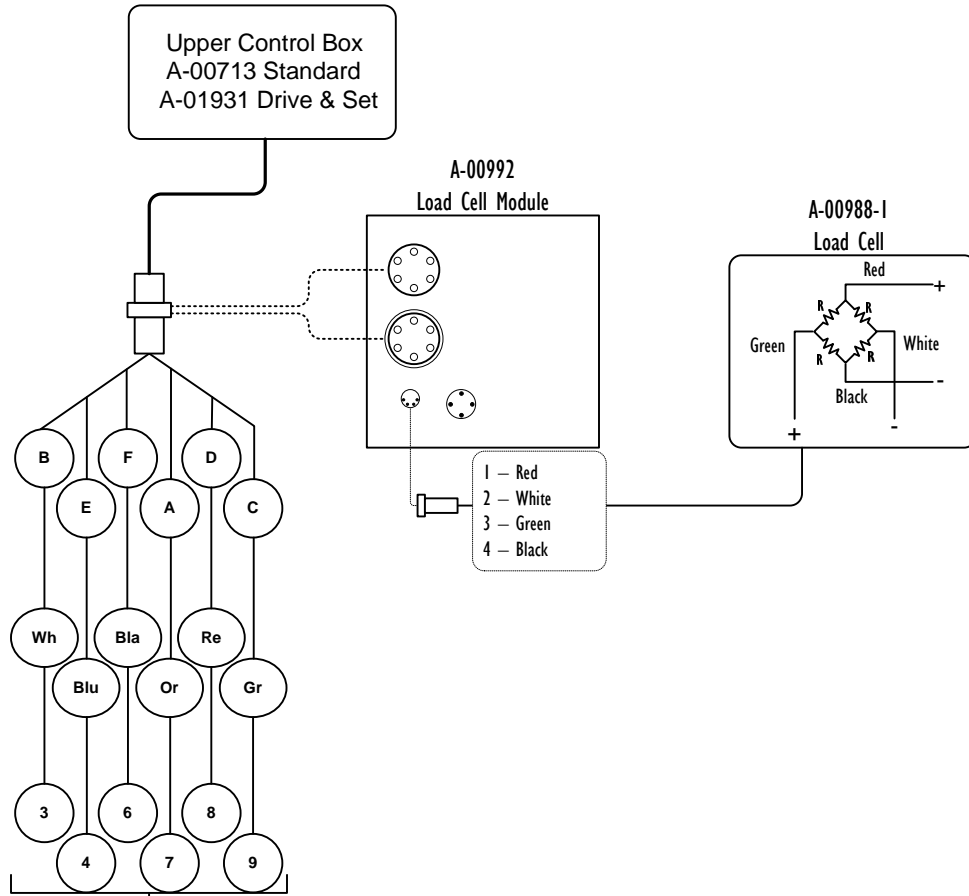 Upper Control Box
A-00713 Standard
A-01931 Drive & Set
A-00992
Load Cell Module
A-00988-1
Load Cell
Red
+
R R
Green
White
R R
-
Black
+ -
1 – Red
2 – White
3 – Green
4 – Black
B F D
E A C
Wh Bla Re
Blu Or Gr
3 6 8
4 7 9